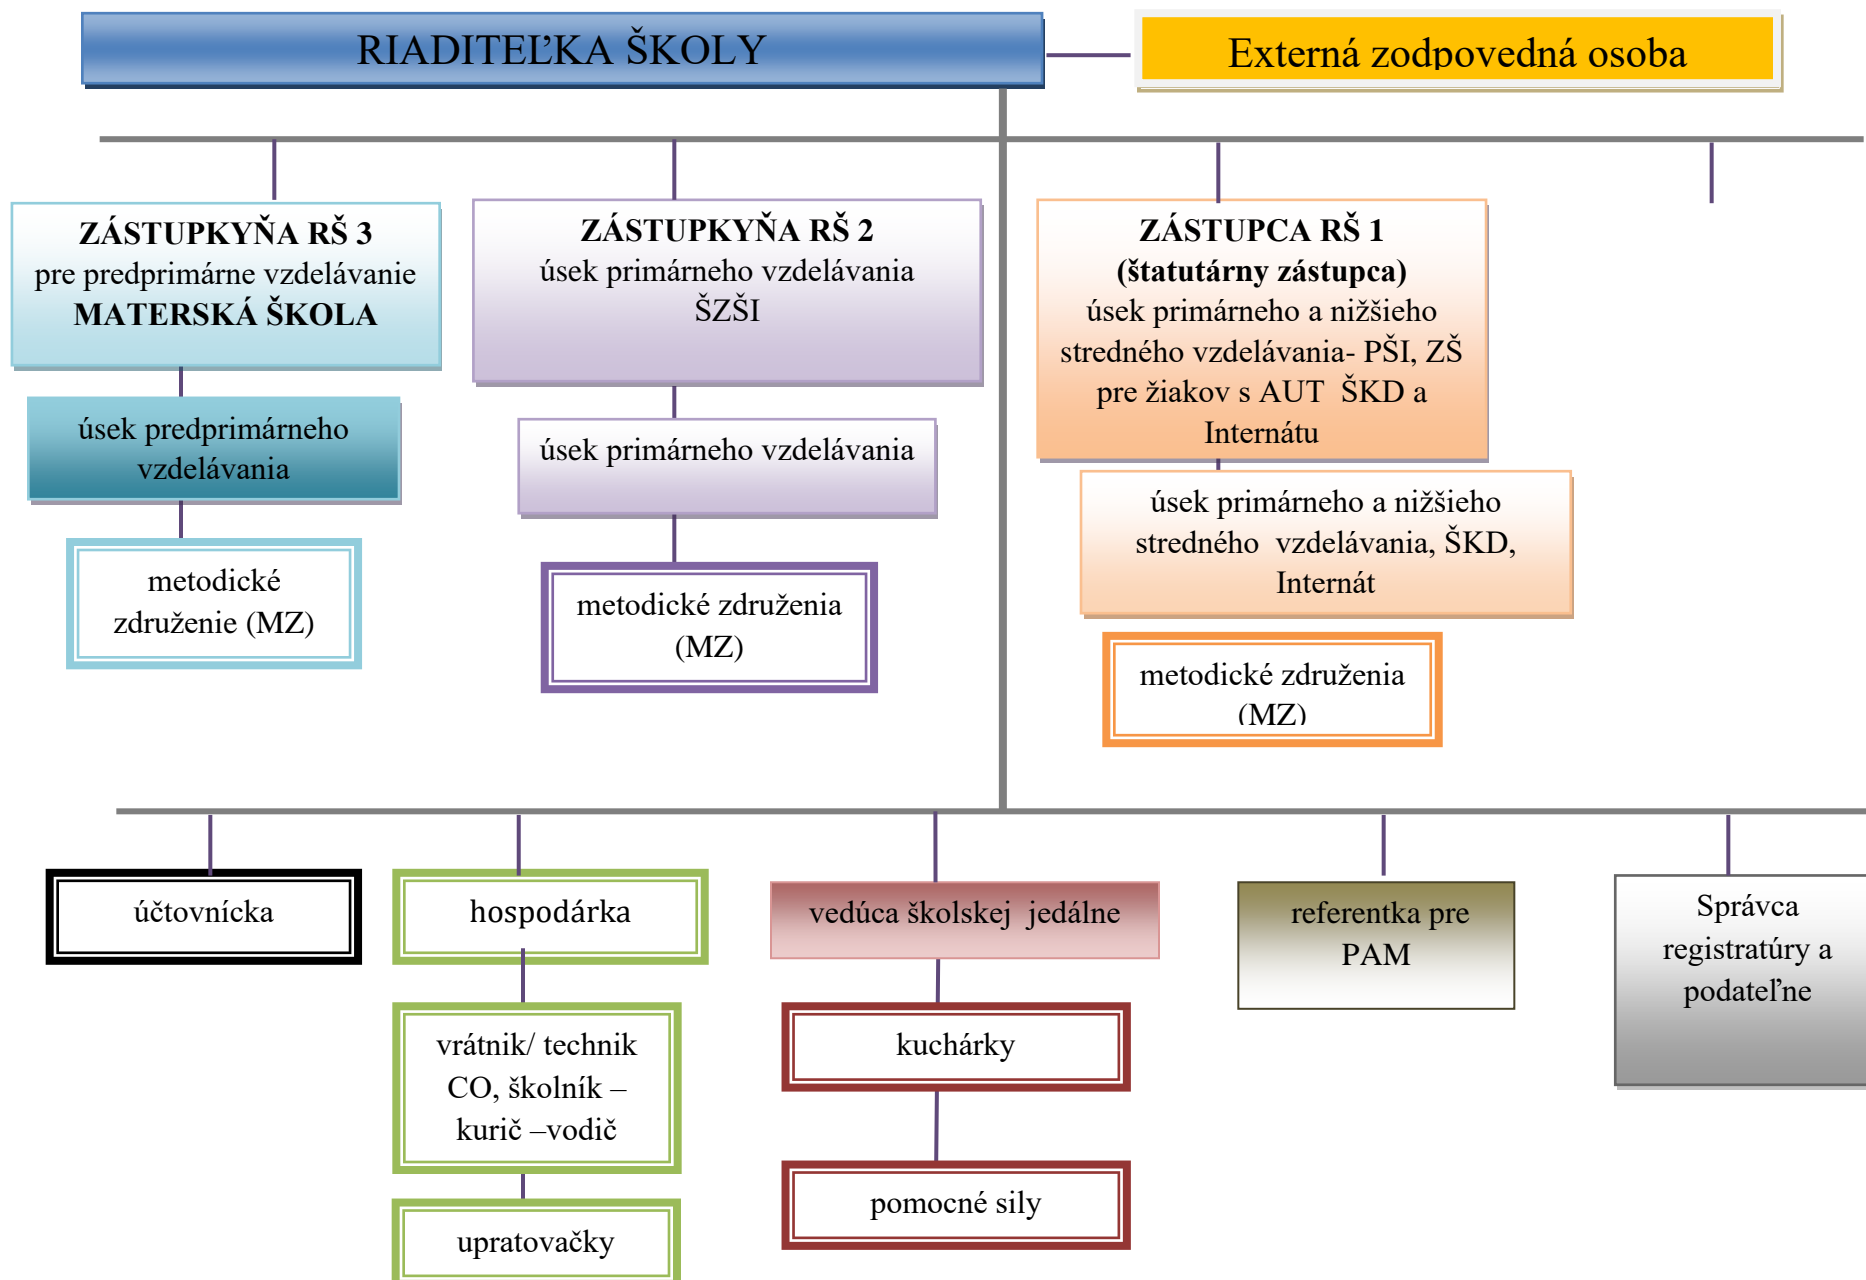 RIADITEĽKA ŠKOLY
Externá zodpovedná osoba
ZÁSTUPKYŇA RŠ 3
pre predprimárne vzdelávanie
MATERSKÁ ŠKOLA
ZÁSTUPKYŇA RŠ 2
úsek primárneho vzdelávania
ŠZŠI
ZÁSTUPCA RŠ 1
(štatutárny zástupca)
úsek primárneho a nižšieho
stredného vzdelávania- PŠI, ZŠ
pre žiakov s AUT ŠKD a
Internátu
úsek predprimárneho
vzdelávania
úsek primárneho vzdelávania
úsek primárneho a nižšieho
stredného vzdelávania, ŠKD,
Internát
metodické
združenie (MZ)
metodické združenia
(MZ)
metodické združenia
(MZ)
účtovnícka
hospodárka
vedúca školskej jedálne
referentka pre
PAM
Správca
registratúry a
podateľne
vrátnik/ technik
CO, školník –
kurič –vodič
kuchárky
upratovačky
pomocné sily